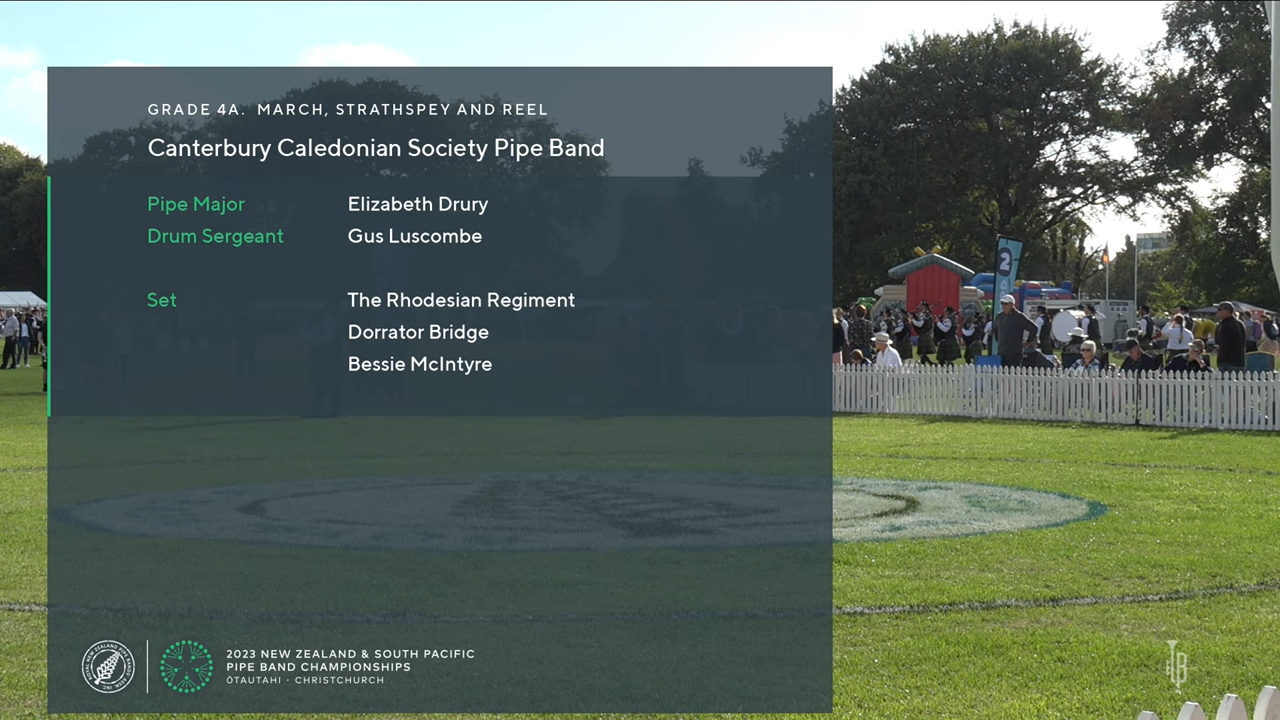 GRADE 4A. MARCH, STRATHSPEY AND REEL
Canterbury Caledonian Society Pipe Band
Pipe Major Elizabeth Drury
Drum Sergeant Gus Luscombe
Set The Rhodesian Regiment
Dorrator Bridge
Bessie McIntyre
2023 NEW ZEALAND & SOUTH PACIFIC
PIPE BAND CHAMPIONSHIPS
ŌTAUTAHI · CHRISTCHURCH
2